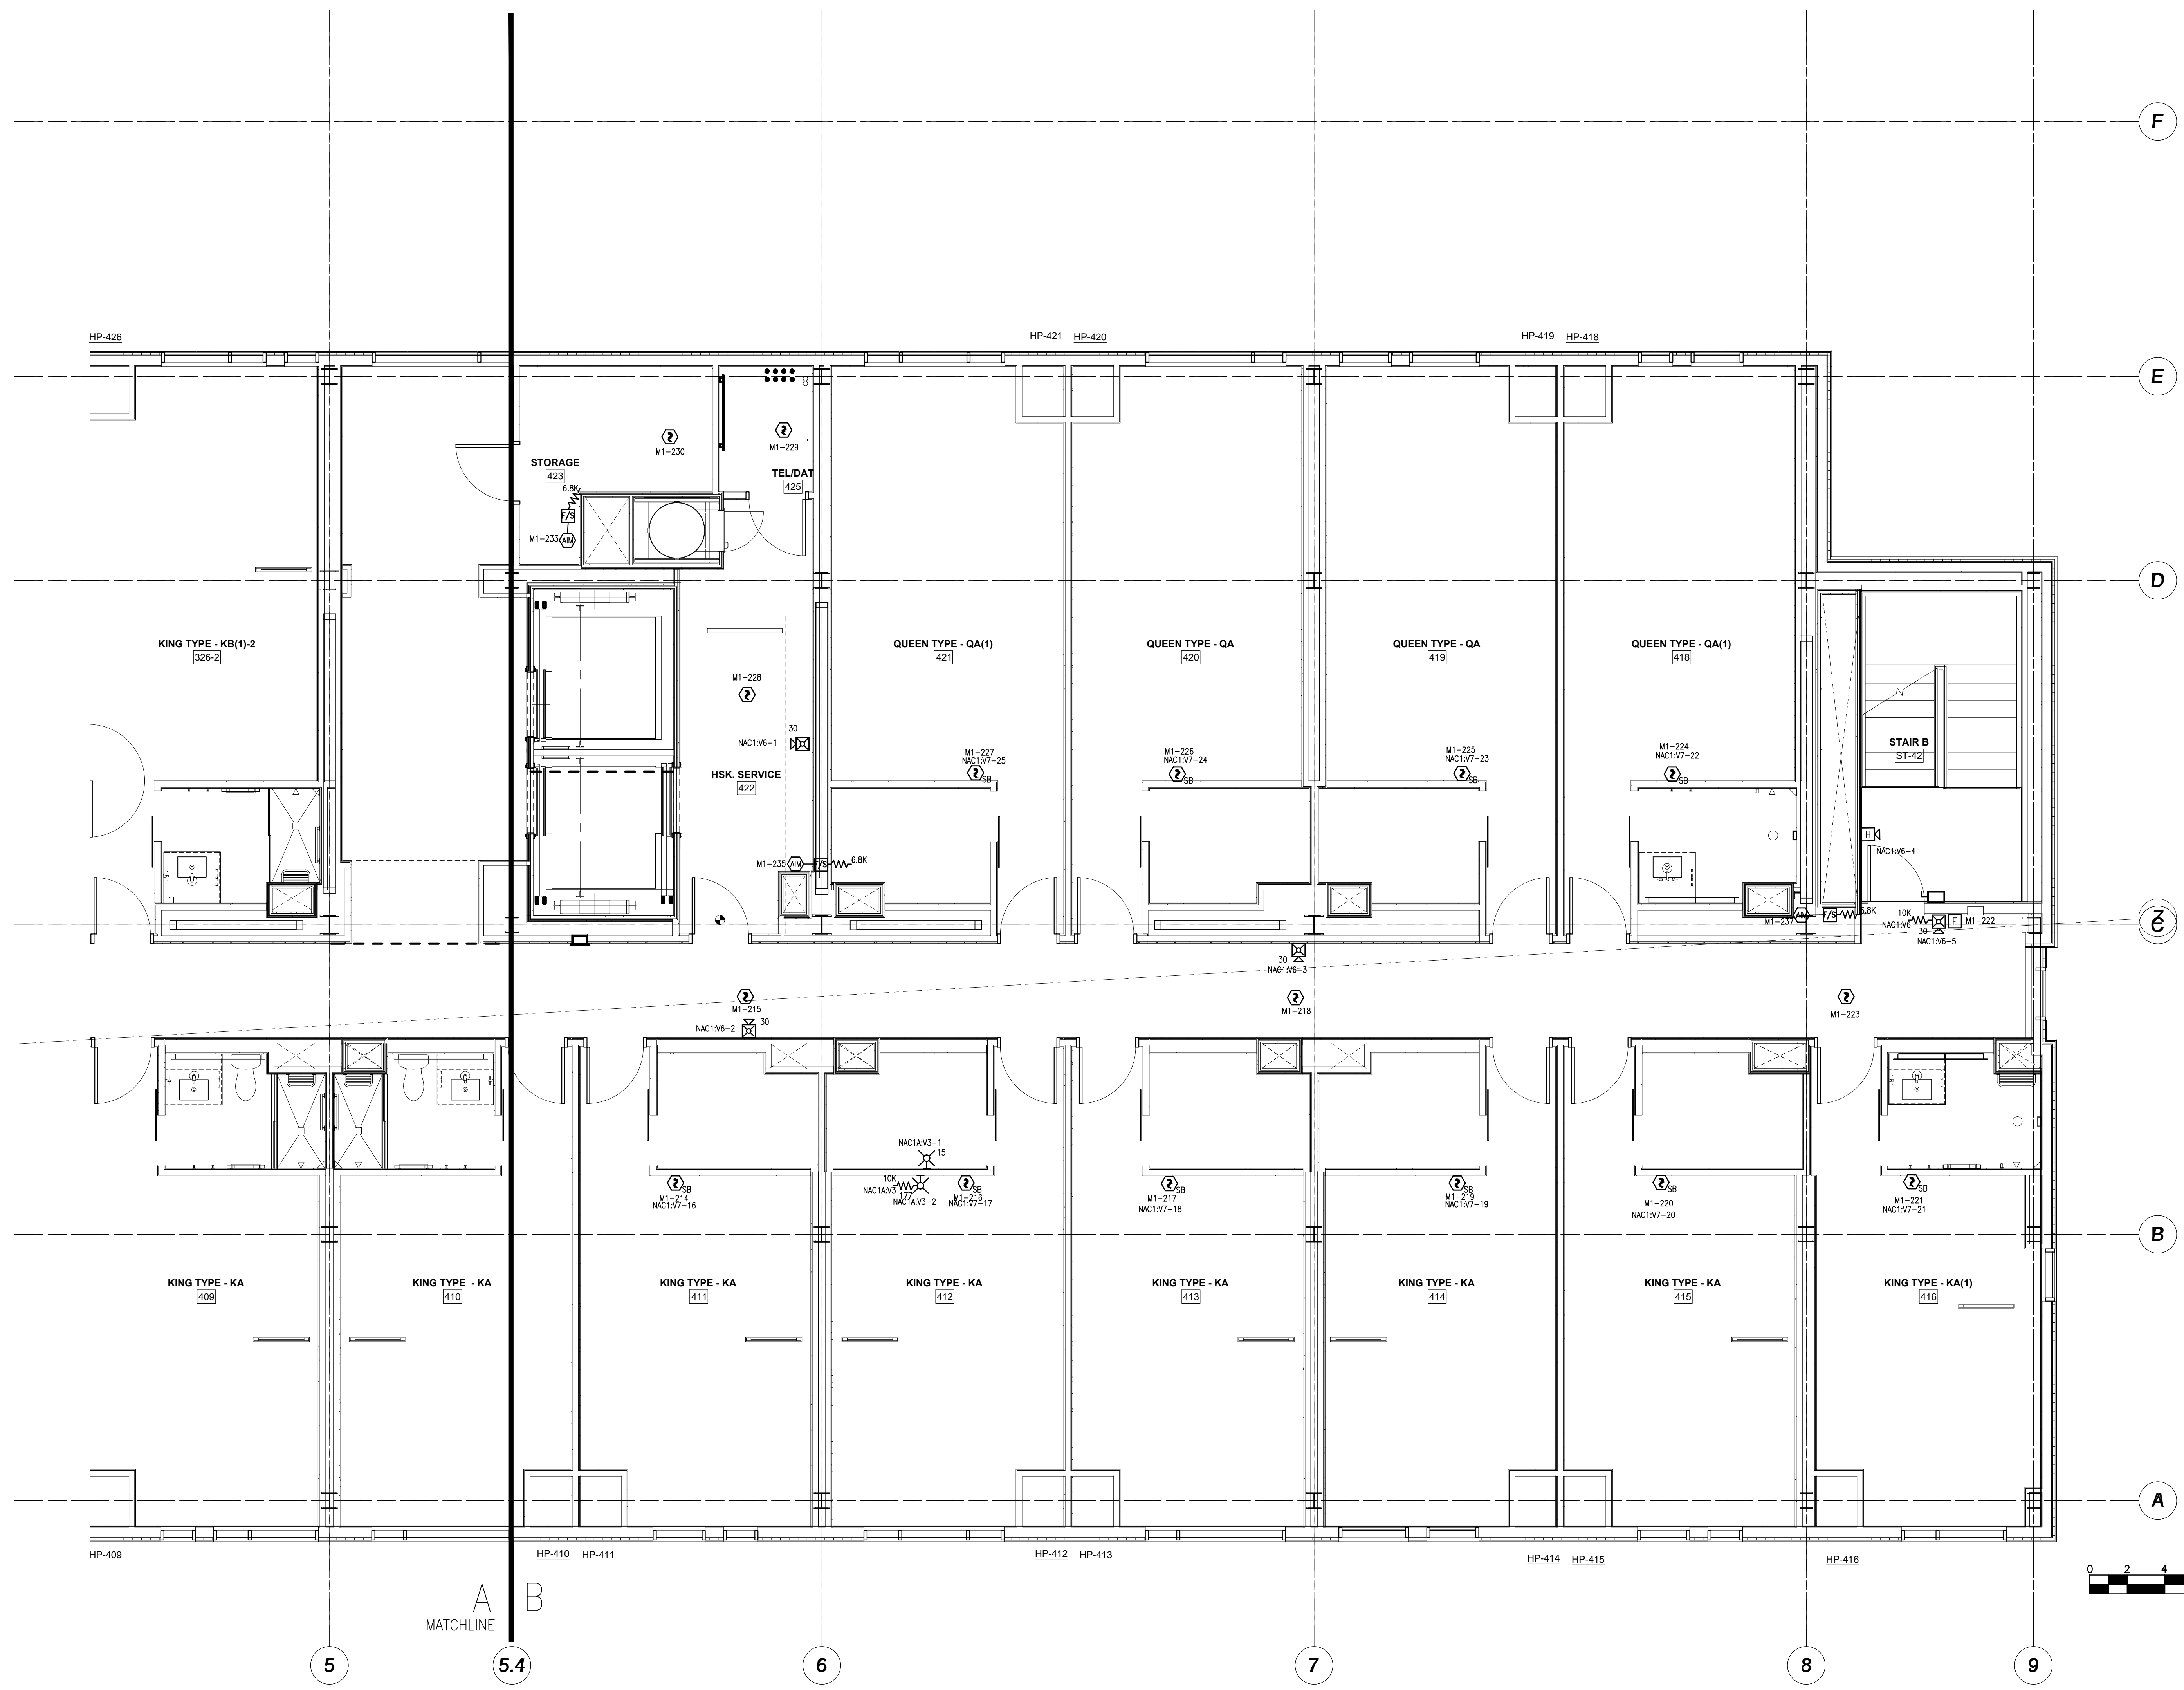 F
HP-426
HP-421 HP-420
HP-419 HP-418
E
M1-230
M1-229
STORAGE
423
TEL/DAT
425
6.8K
F/S
M1-233 AIM
D
KING TYPE - KB(1)-2
326-2
QUEEN TYPE - QA(1)
421
QUEEN TYPE - QA
420
QUEEN TYPE - QA
419
QUEEN TYPE - QA(1)
418
M1-228
30
NAC1:V6-1
STAIR B
ST-42
HSK. SERVICE
422
M1-227
NAC1:V7-25
SB
M1-226
NAC1:V7-24
SB
M1-225
NAC1:V7-23
SB
M1-224
NAC1:V7-22
SB
H
NAC1:V6-4
M1-235 AIM F/S 6.8K
M1-237 AIM F/S 6.8K
10K
NAC1:V6
F M1-222
30
NAC1:V6-5
C
30
NAC1:V6-3
M1-215
M1-218
M1-223
NAC1:V6-2
30
NAC1A:V3-1
15
10K
NAC1A:V3
177
NAC1A:V3-2
SB
M1-214
NAC1:V7-16
SB
M1-216
NAC1:V7-17
SB
M1-217
NAC1:V7-18
SB
M1-219
NAC1:V7-19
SB
M1-220
NAC1:V7-20
SB
M1-221
NAC1:V7-21
B
KING TYPE - KA
409
KING TYPE - KA
410
KING TYPE - KA
411
KING TYPE - KA
412
KING TYPE - KA
413
KING TYPE - KA
414
KING TYPE - KA
415
KING TYPE - KA(1)
416
A
HP-409
HP-410 HP-411
HP-412 HP-413
HP-414 HP-415
HP-416
0 2 4
A B
MATCHLINE
5 5.4 6 7 8 9